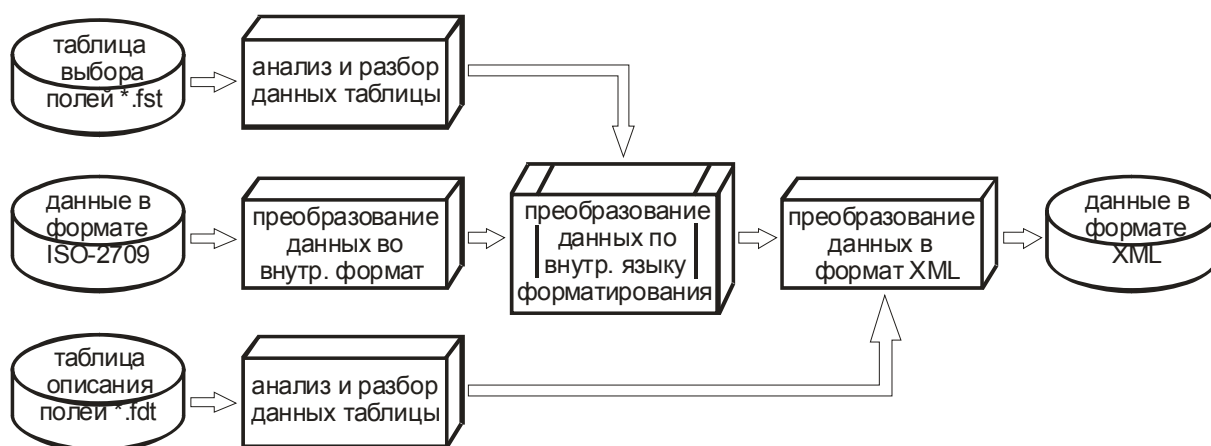 таблица
выбора
полей *.fst
анализ и разбор
данных таблицы
данные в
формате
ISO-2709
преобразование
данных во
внутр. формат
преобразование
данных по
внутр. языку
форматирования
преобразование
данных в
формат XML
данные в
формате
XML
таблица
описания
полей *.fdt
анализ и разбор
данных таблицы